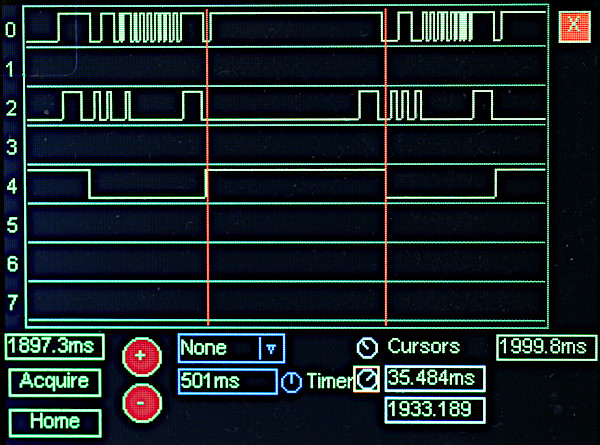 0
X
1
2
3
4
5
6
7
1897.3ms
None
Cursors
1999.8ms
Acquire
501ms
Timer
35.484ms
+
-
Home
1933.189